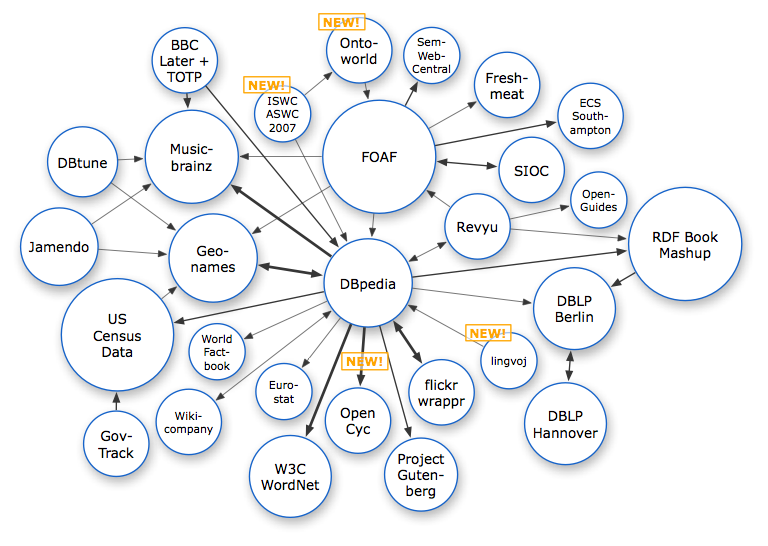 NEW!
BBC
Later +
TOTP
Onto-
world
Sem-
Web-
Central
NEW!
ISWC
ASWC
2007
Fresh-
meat
ECS
South-
ampton
Music-
brainz
FOAF
DBtune
SIOC
Open-
Guides
Revyu
Jamendo
Geo-
names
RDF Book
Mashup
DBpedia
DBLP
Berlin
US
Census
Data
World
Fact-
book
NEW!
lingvoj
NEW!
Euro-
stat
flickr
wrappr
Wiki-
company
Open
Cyc
DBLP
Hannover
Gov-
Track
W3C
WordNet
Project
Guten-
berg